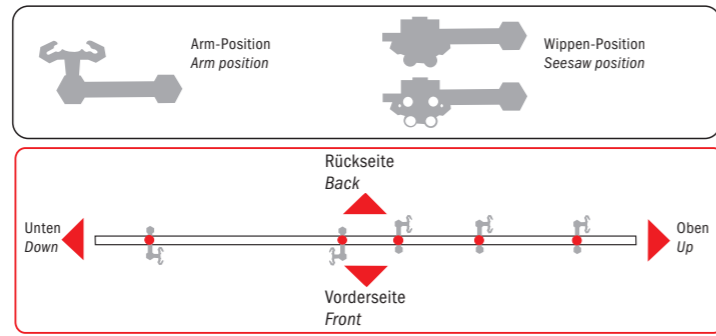 Arm-Position
Arm position
Wippen-Position
Seesaw position
Rückseite
Back
Unten
Down
Oben
Up
Vorderseite
Front